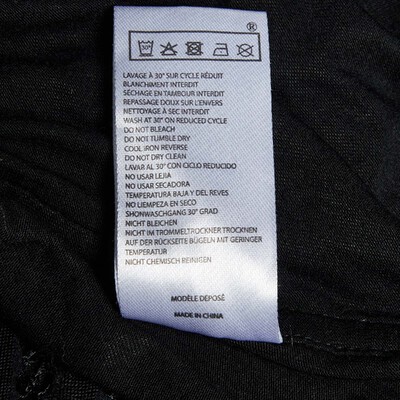 ®
30°
LAVAGE À 30° SUR CYCLE RÉDUIT
BLANCHIMENT INTERDIT
SÉCHAGE EN TAMBOUR INTERDIT
REPASSAGE DOUX SUR L'ENVERS
NETTOYAGE À SEC INTERDIT
WASH AT 30° ON REDUCED CYCLE
DO NOT BLEACH
DO NOT TUMBLE DRY
COOL IRON REVERSE
DO NOT DRY CLEAN
LAVAR AL 30° CON CICLO REDUCIDO
NO USAR LEJIA
NO USAR SECADORA
TEMPERATURA BAJA Y DEL REVES
NO LIEMPEZA EN SECO
SHONWASCHGANG 30° GRAD
NICHT BLEICHEN
NICHT IM TROMMELTROCKNER TROCKNEN
AUF DER RÜCKSEITE BÜGELN MIT GERINGER
TEMPERATUR
NICHT CHEMISCH REINIGEN
MODÈLE DÉPOSÉ
MADE IN CHINA